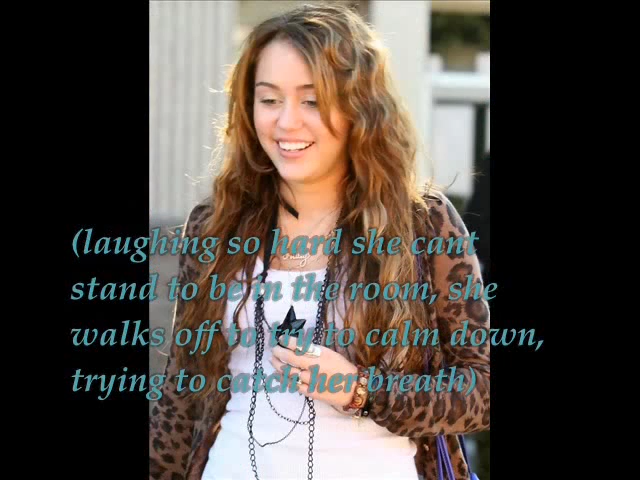 (laughing so hard she cant
stand to be in the room, she
walks off to try to calm down,
trying to catch her breath)